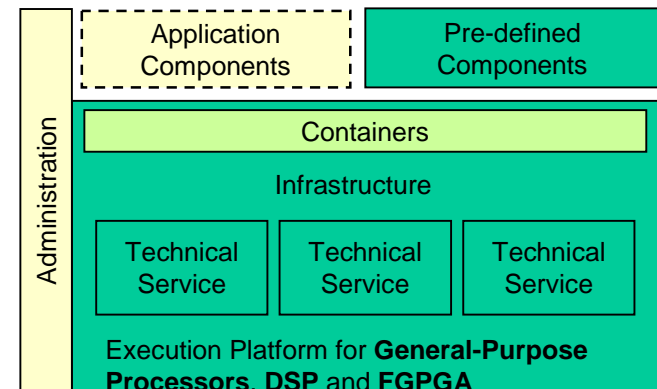 Administration
Application
Components
Pre-defined
Components
Containers
Infrastructure
Technical
Service
Technical
Service
Technical
Service
Execution Platform for General-Purpose
Processors, DSP and FGPGA